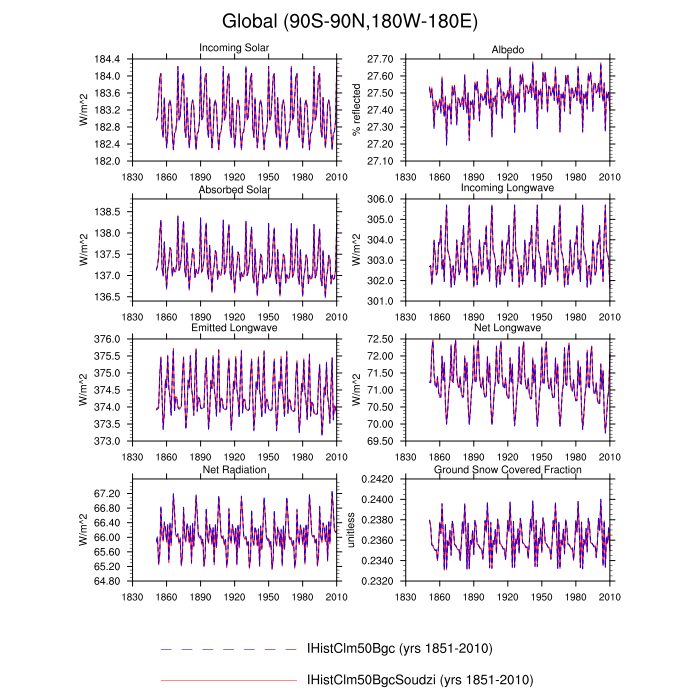 Global (90S-90N,180W-180E)
Incoming Solar
Albedo
W/m^2
184.4
184.0
183.6
183.2
182.8
182.4
182.0
1830 1860 1890 1920 1950 1980 2010
% reflected
27.70
27.60
27.50
27.40
27.30
27.20
27.10
1830 1860 1890 1920 1950 1980 2010
Absorbed Solar
Incoming Longwave
W/m^2
138.5
138.0
137.5
137.0
136.5
1830 1860 1890 1920 1950 1980 2010
W/m^2
306.0
305.0
304.0
303.0
302.0
301.0
1830 1860 1890 1920 1950 1980 2010
Emitted Longwave
Net Longwave
W/m^2
376.0
375.5
375.0
374.5
374.0
373.5
373.0
1830 1860 1890 1920 1950 1980 2010
W/m^2
72.50
72.00
71.50
71.00
70.50
70.00
69.50
1830 1860 1890 1920 1950 1980 2010
Net Radiation
Ground Snow Covered Fraction
W/m^2
67.20
66.80
66.40
66.00
65.60
65.20
64.80
1830 1860 1890 1920 1950 1980 2010
unitless
0.2420
0.2400
0.2380
0.2360
0.2340
0.2320
1830 1860 1890 1920 1950 1980 2010
IHistClm50Bgc (yrs 1851-2010)
IHistClm50BgcSoudzi (yrs 1851-2010)